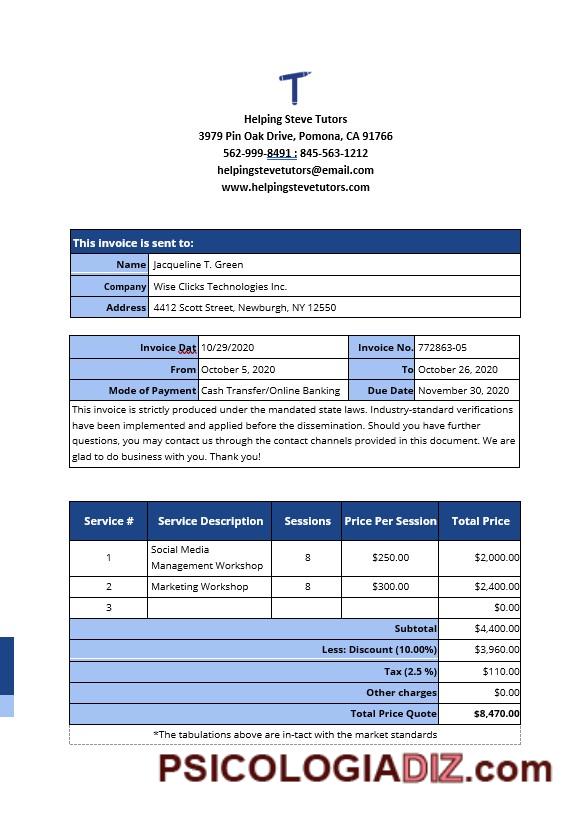 Helping Steve Tutors
3979 Pin Oak Drive, Pomona, CA 91766
562-999-8491 ; 845-563-1212
helpingstevetutors@email.com
www.helpingstevetutors.com
This invoice is sent to:
Name Jacqueline T. Green
Company Wise Clicks Technologies Inc.
Address 4412 Scott Street, Newburgh, NY 12550
Invoice Dat 10/29/2020 Invoice No. 772863-05
From October 5, 2020 To October 26, 2020
Mode of Payment Cash Transfer/Online Banking Due Date November 30, 2020
This invoice is strictly produced under the mandated state laws. Industry-standard verifications
have been implemented and applied before the dissemination. Should you have further
questions, you may contact us through the contact channels provided in this document. We are
glad to do business with you. Thank you!
Service # Service Description Sessions Price Per Session Total Price
1 Social Media
Management Workshop 8 $250.00 $2,000.00
2 Marketing Workshop 8 $300.00 $2,400.00
3 $0.00
Subtotal $4,400.00
Less: Discount (10.00%) $3,960.00
Tax (2.5 %) $110.00
Other charges $0.00
Total Price Quote $8,470.00
*The tabulations above are in-tact with the market standards
PSICOLOGIADIZ.com